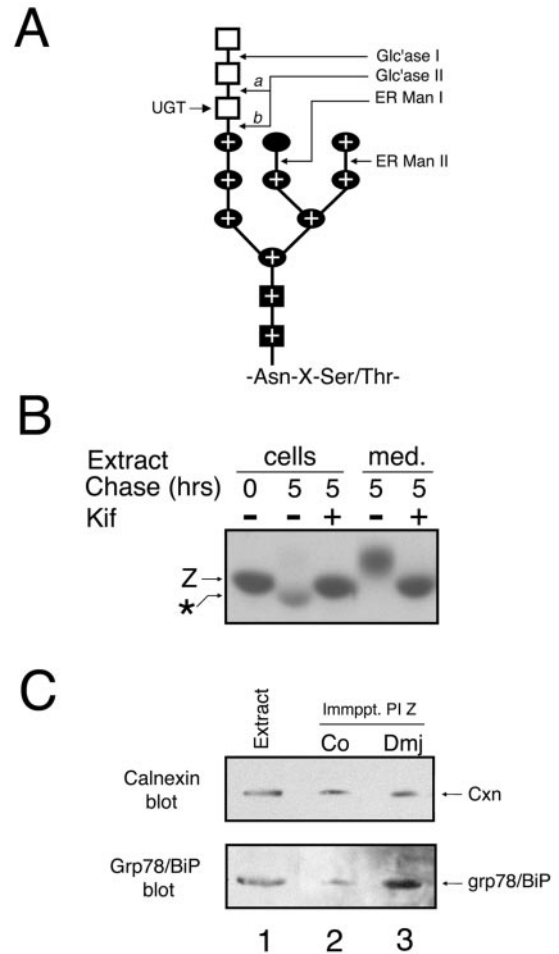 A
Glc'ase I
a
Glc'ase II
UGT
b
ER Man I
ER Man II
-Asn-X-Ser/Thr-
B
Extract cells med.
Chase (hrs) 0 5 5 5 5
Kif - - + - +
Z
*
C
Extract
Immppt. PI Z
Co Dmj
Calnexin
blot
Cxn
Grp78/BiP
blot
grp78/BiP
1 2 3